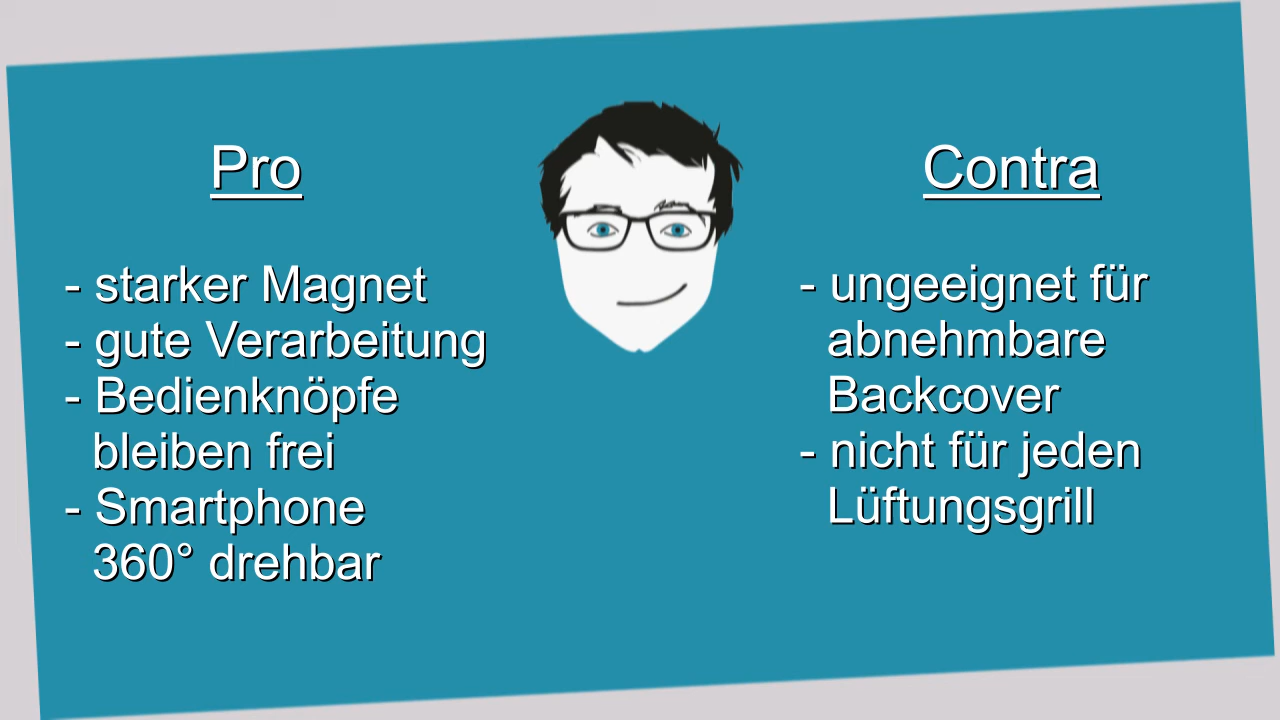 Pro
- starker Magnet
- gute Verarbeitung
- Bedienknöpfe
bleiben frei
- Smartphone
360° drehbar
Contra
- ungeeignet für
abnehmbare
Backcover
- nicht für jeden
Lüftungsgrill